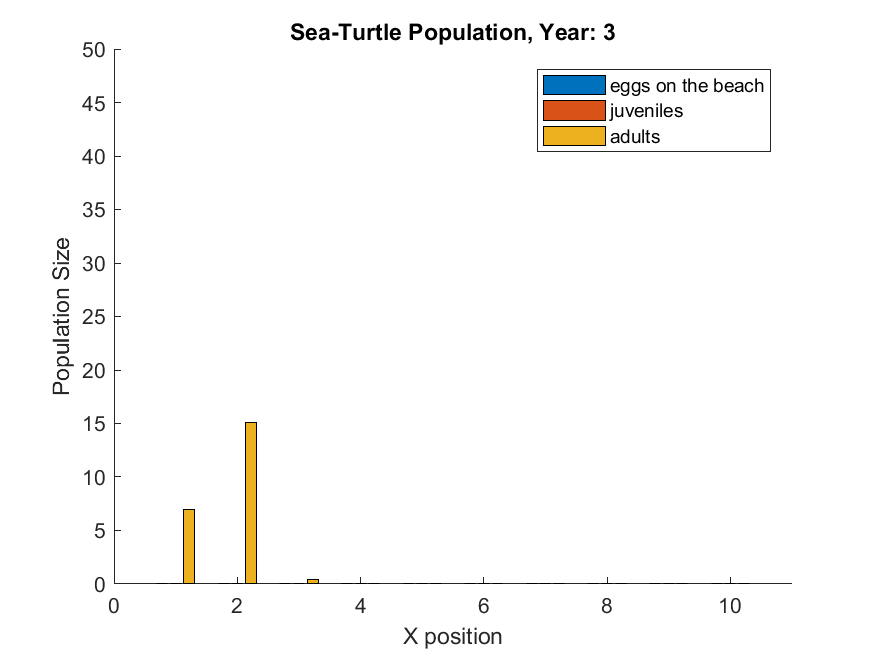 Sea-Turtle Population, Year: 3
50
45
40
35
30
25
20
15
10
5
0
Population Size
eggs on the beach
juveniles
adults
0 2 4 6 8 10
X position